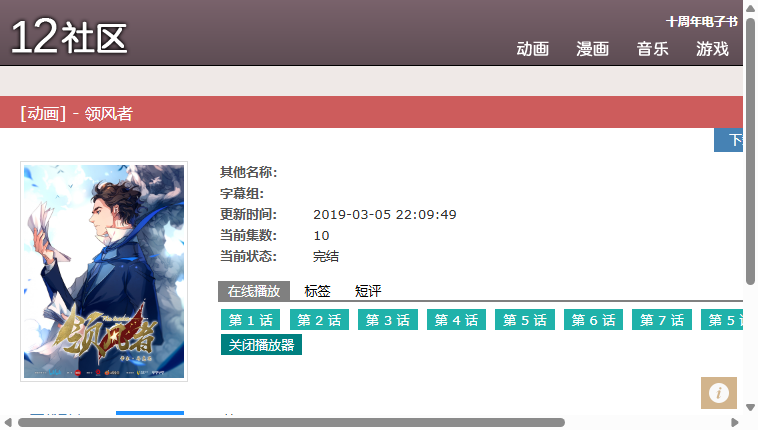 12社区
十周年电子书
动画 漫画 音乐 游戏
[动画] - 领风者
其他名称:
字幕组:
更新时间: 2019-03-05 22:09:49
当前集数: 10
当前状态: 完结
The Leader
领风者
在线播放 标签 短评
第 1 话 第 2 话 第 3 话 第 4 话 第 5 话 第 6 话 第 7 话 第 5
关闭播放器